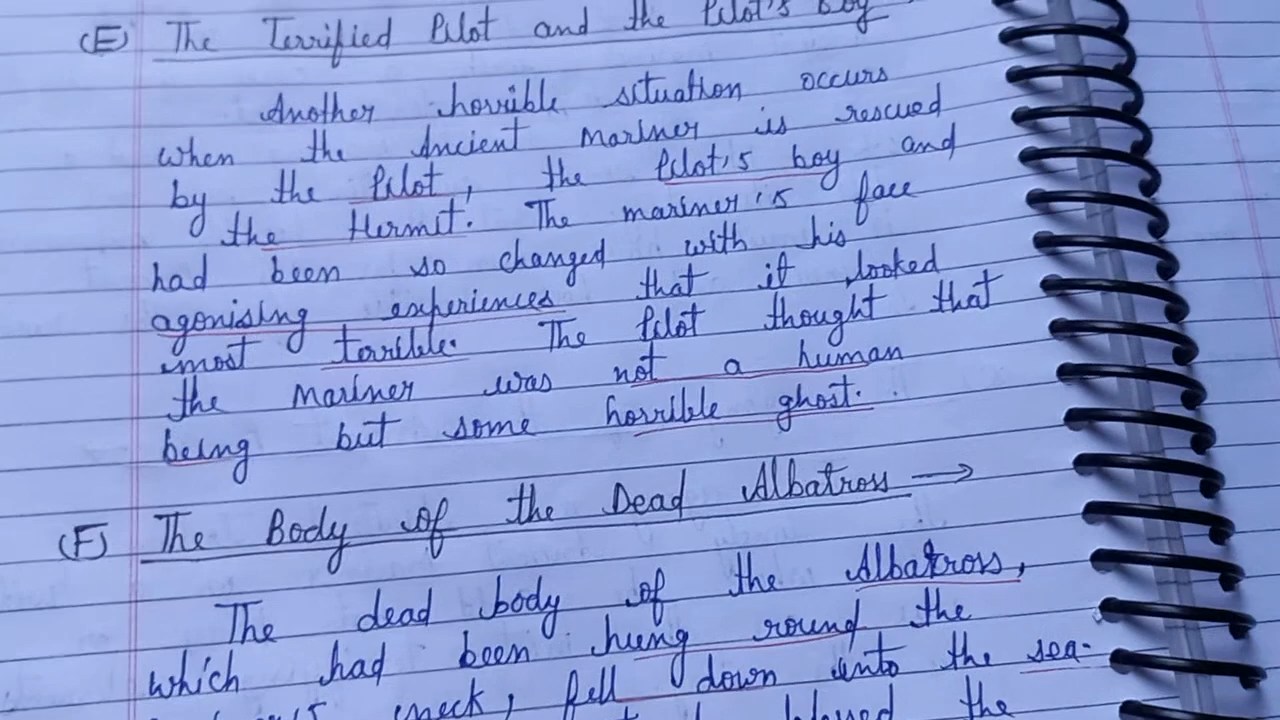 (E) The Terrified Pilot and the Pilot's boy
Another horrible situation occurs
when the Ancient Mariner is rescued
by the Pilot, the Pilot's boy and
the Hermit. The mariner's face
had been so changed with his
agonising experiences that it looked
most terrible. The Pilot thought that
the Mariner was not a human
being but some horrible ghost.
(F) The Body of the Dead Albatross →
The dead body of the Albatross,
which had been hung round the
neck, fell down into the sea.
the